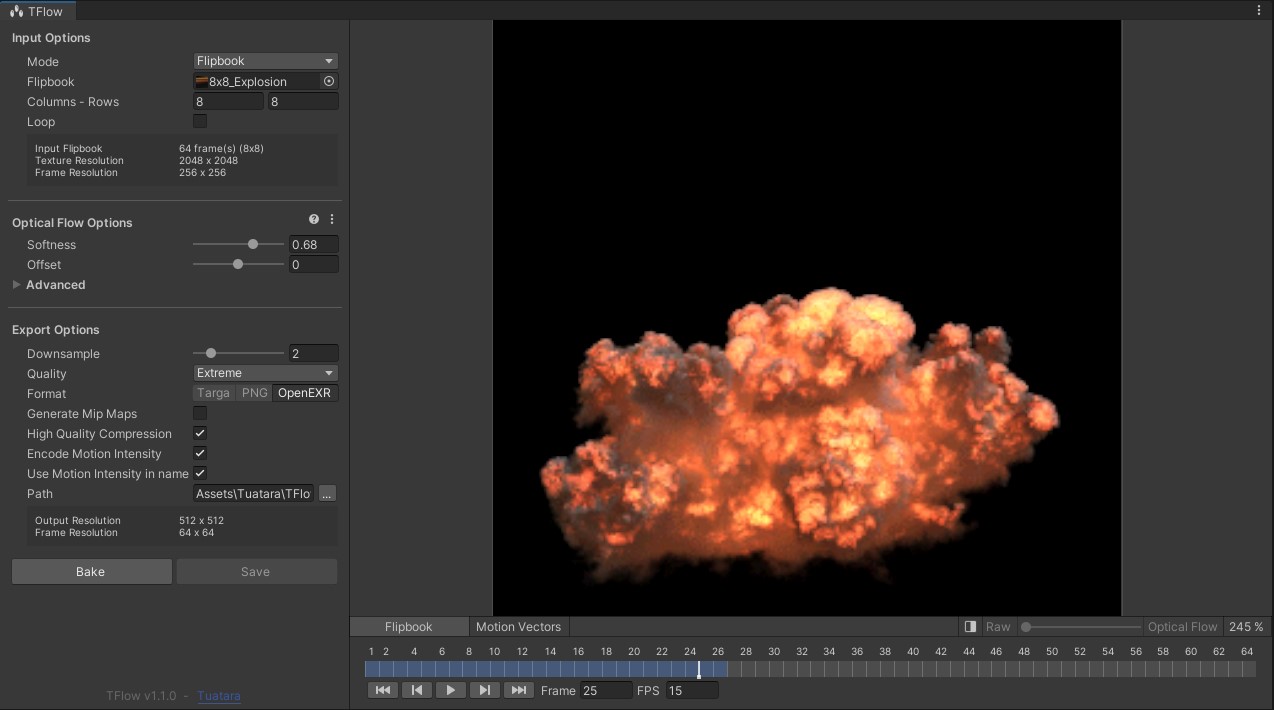 TFlow
Input Options
Mode Flipbook
Flipbook 8x8_Explosion
Columns - Rows 8 8
Loop
Input Flipbook 64 frame(s) (8x8)
Texture Resolution 2048 x 2048
Frame Resolution 256 x 256
Optical Flow Options ?
Softness 0.68
Offset 0
Advanced
Export Options
Downsample 2
Quality Extreme
Format Targa PNG OpenEXR
Generate Mip Maps
High Quality Compression
Encode Motion Intensity
Use Motion Intensity in name
Path Assets\Tuatara\TFlo ...
Output Resolution 512 x 512
Frame Resolution 64 x 64
Bake Save
TFlow v1.1.0 - Tuatara
Flipbook Motion Vectors Raw Optical Flow 245 %
1 2 4 6 8 10 12 14 16 18 20 22 24 26 28 30 32 34 36 38 40 42 44 46 48 50 52 54 56 58 60 62 64
Frame 25 FPS 15